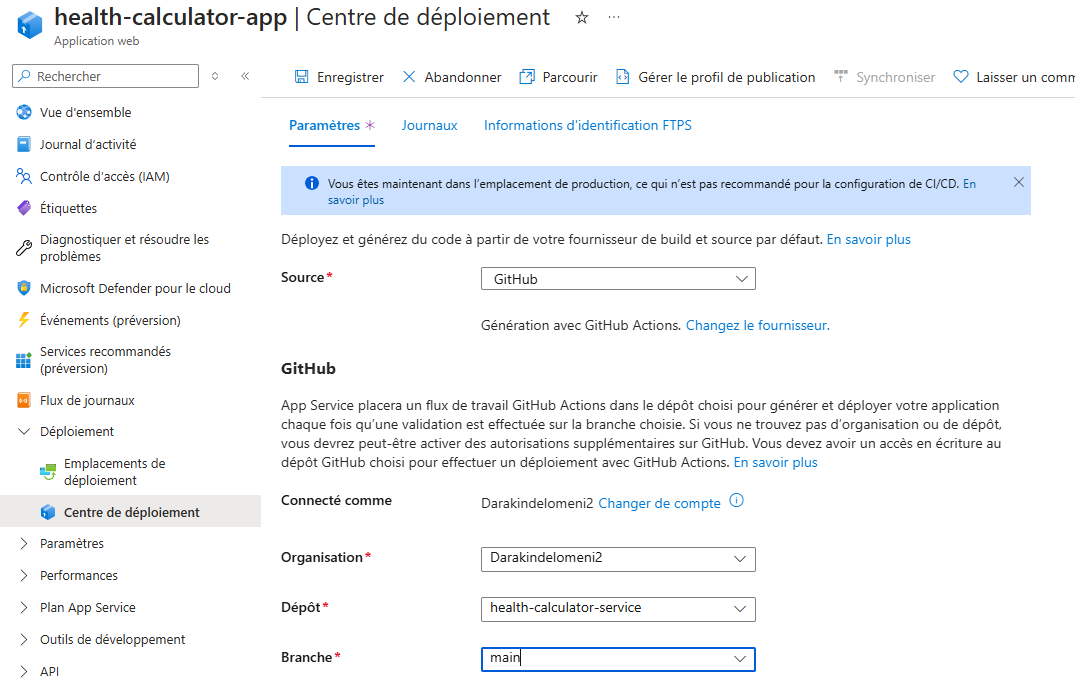 health-calculator-app | Centre de déploiement ☆ ···
Application web
Rechercher
Enregistrer Abandonner Parcourir Gérer le profil de publication Synchroniser Laisser un comm
Vue d'ensemble
Journal d’activité
Contrôle d’accès (IAM)
Étiquettes
Diagnostiquer et résoudre les
problèmes
Microsoft Defender pour le cloud
Événements (préversion)
Services recommandés
(préversion)
Flux de journaux
Déploiement
Emplacements de
déploiement
Centre de déploiement
Paramètres
Performances
Plan App Service
Outils de développement
API
Paramètres * Journaux Informations d'identification FTPS
Vous êtes maintenant dans l’emplacement de production, ce qui n’est pas recommandé pour la configuration de CI/CD. En
savoir plus
Déployez et générez du code à partir de votre fournisseur de build et source par défaut. En savoir plus
Source* GitHub
Génération avec GitHub Actions. Changez le fournisseur.
GitHub
App Service placera un flux de travail GitHub Actions dans le dépôt choisi pour générer et déployer votre application
chaque fois qu’une validation est effectuée sur la branche choisie. Si vous ne trouvez pas d’organisation ou de dépôt,
vous devrez peut-être activer des autorisations supplémentaires sur GitHub. Vous devez avoir un accès en écriture au
dépôt GitHub choisi pour effectuer un déploiement avec GitHub Actions. En savoir plus
Connecté comme Darakindelomeni2 Changer de compte
Organisation* Darakindelomeni2
Dépôt* health-calculator-service
Branche* main